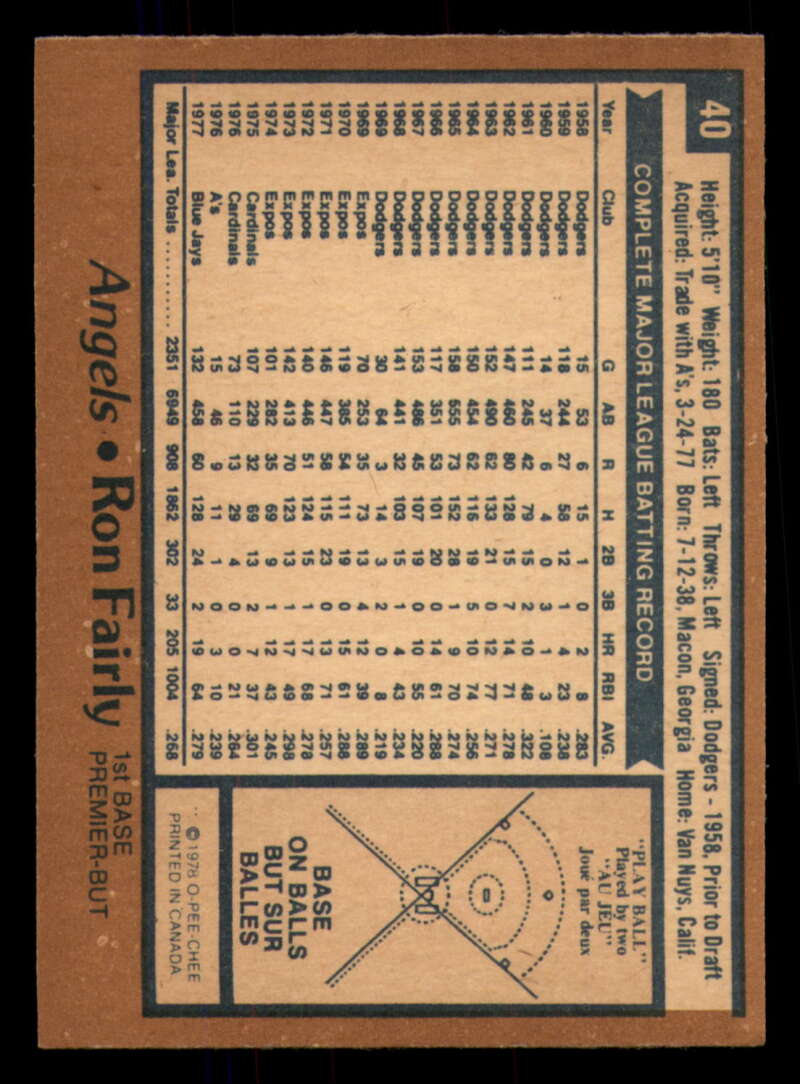 40
Height: 5'10" Weight: 180 Bats: Left Throws: Left Signed: Dodgers - 1958, Prior to Draft
Acquired: Trade with A's, 3-24-77 Born: 7-12-38, Macon, Georgia Home: Van Nuys, Calif.
COMPLETE MAJOR LEAGUE BATTING RECORD
Year Club G AB R H 2B 3B HR RBI AVG.
1958 Dodgers 15 53 6 15 1 0 2 8 .283
1959 Dodgers 118 244 27 58 12 1 4 23 .238
1960 Dodgers 14 37 6 4 0 3 1 3 .108
1961 Dodgers 111 245 42 79 15 2 10 48 .322
1962 Dodgers 147 460 80 128 15 7 14 71 .278
1963 Dodgers 152 490 62 133 21 0 12 77 .271
1964 Dodgers 150 454 62 116 19 5 10 74 .256
1965 Dodgers 158 555 73 152 28 1 9 70 .274
1966 Dodgers 117 351 53 101 20 0 14 61 .288
1967 Dodgers 153 486 45 107 19 0 10 55 .220
1968 Dodgers 141 441 32 103 15 1 4 43 .234
1969 Dodgers 30 64 3 14 3 2 0 8 .219
1969 Expos 70 253 35 73 13 4 12 39 .289
1970 Expos 119 385 54 111 19 0 15 61 .288
1971 Expos 146 447 58 115 23 0 13 71 .257
1972 Expos 140 446 51 124 15 1 17 68 .278
1973 Expos 142 413 70 123 13 1 17 49 .298
1974 Expos 101 282 35 69 9 1 12 43 .245
1975 Cardinals 107 229 32 69 13 2 7 37 .301
1976 Cardinals 73 110 13 29 4 0 0 21 .264
1976 A's 15 46 9 11 1 0 3 10 .239
1977 Blue Jays 132 458 60 128 24 2 19 64 .279
Major Lea. Totals ........... 2351 6949 908 1862 302 33 205 1004 .268
"PLAY BALL"
Played by two
"AU JEU"
Joué par deux
BASE
ON BALLS
BUT SUR
BALLES
© 1978 O-PEE-CHEE
PRINTED IN CANADA
Angels • Ron Fairly
1st BASE
PREMIER-BUT